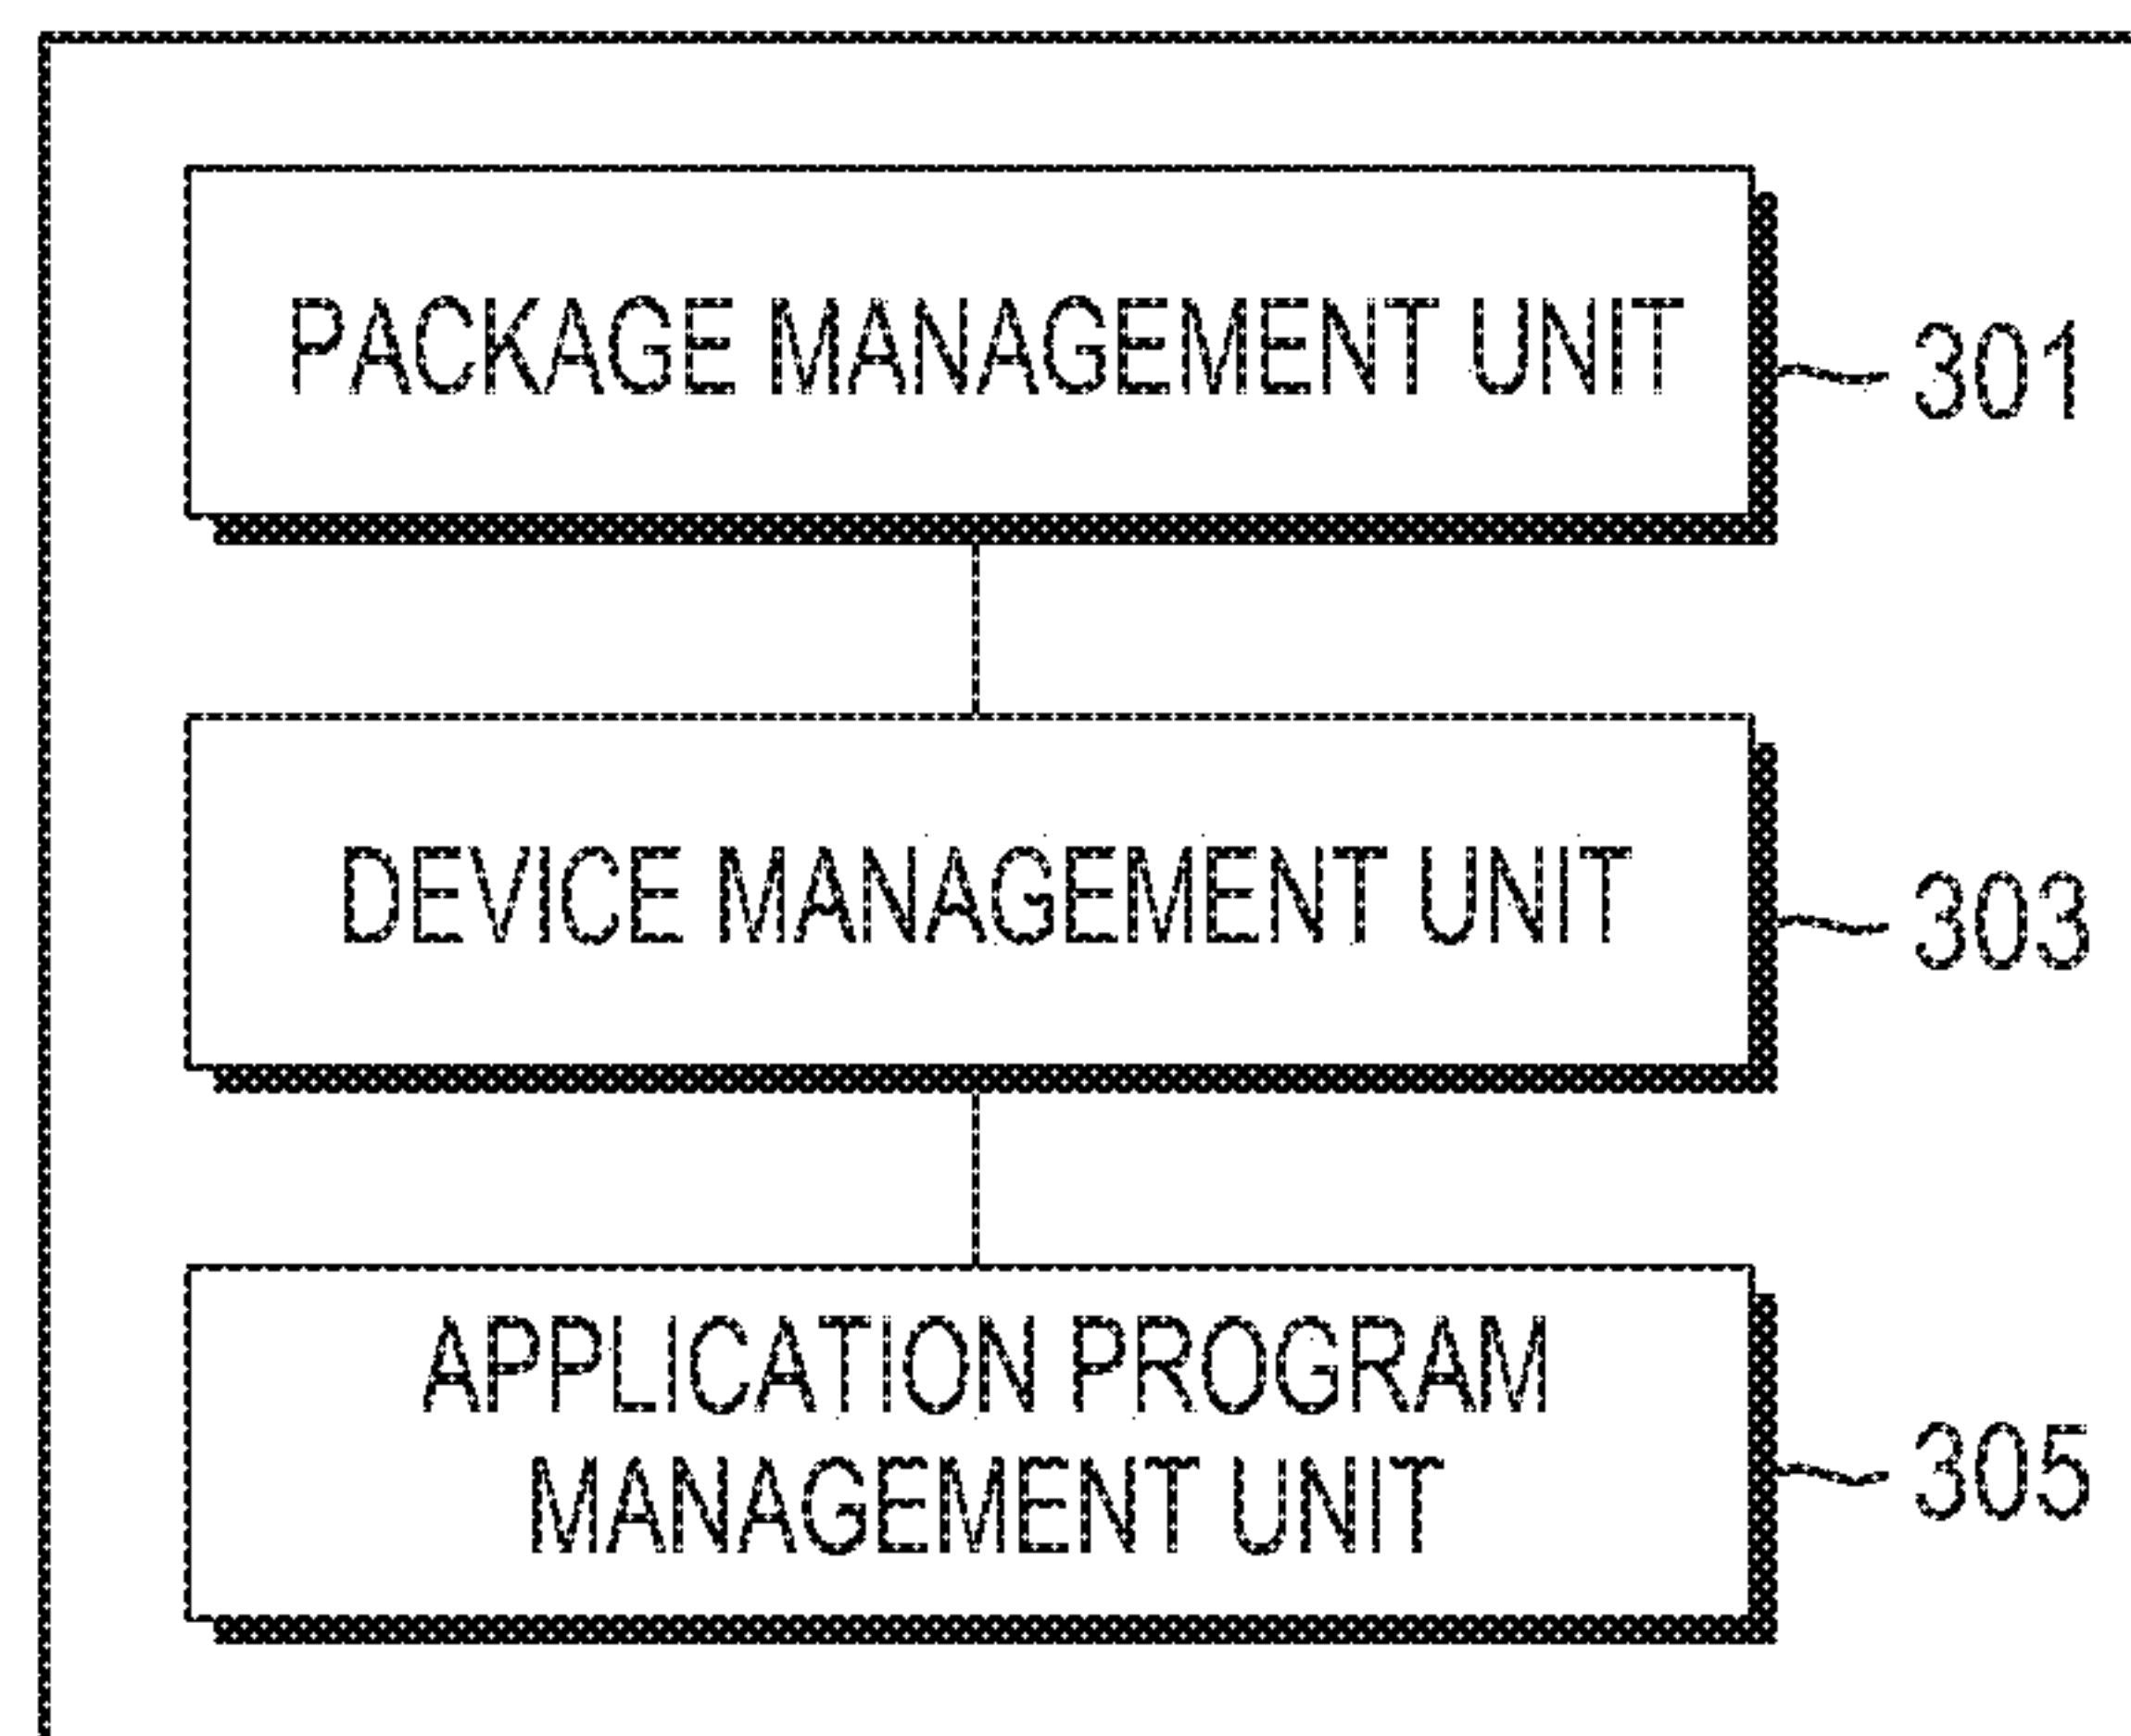 PACKAGE MANAGEMENT UNIT
301
DEVICE MANAGEMENT UNIT
303
APPLICATION PROGRAM
MANAGEMENT UNIT
305